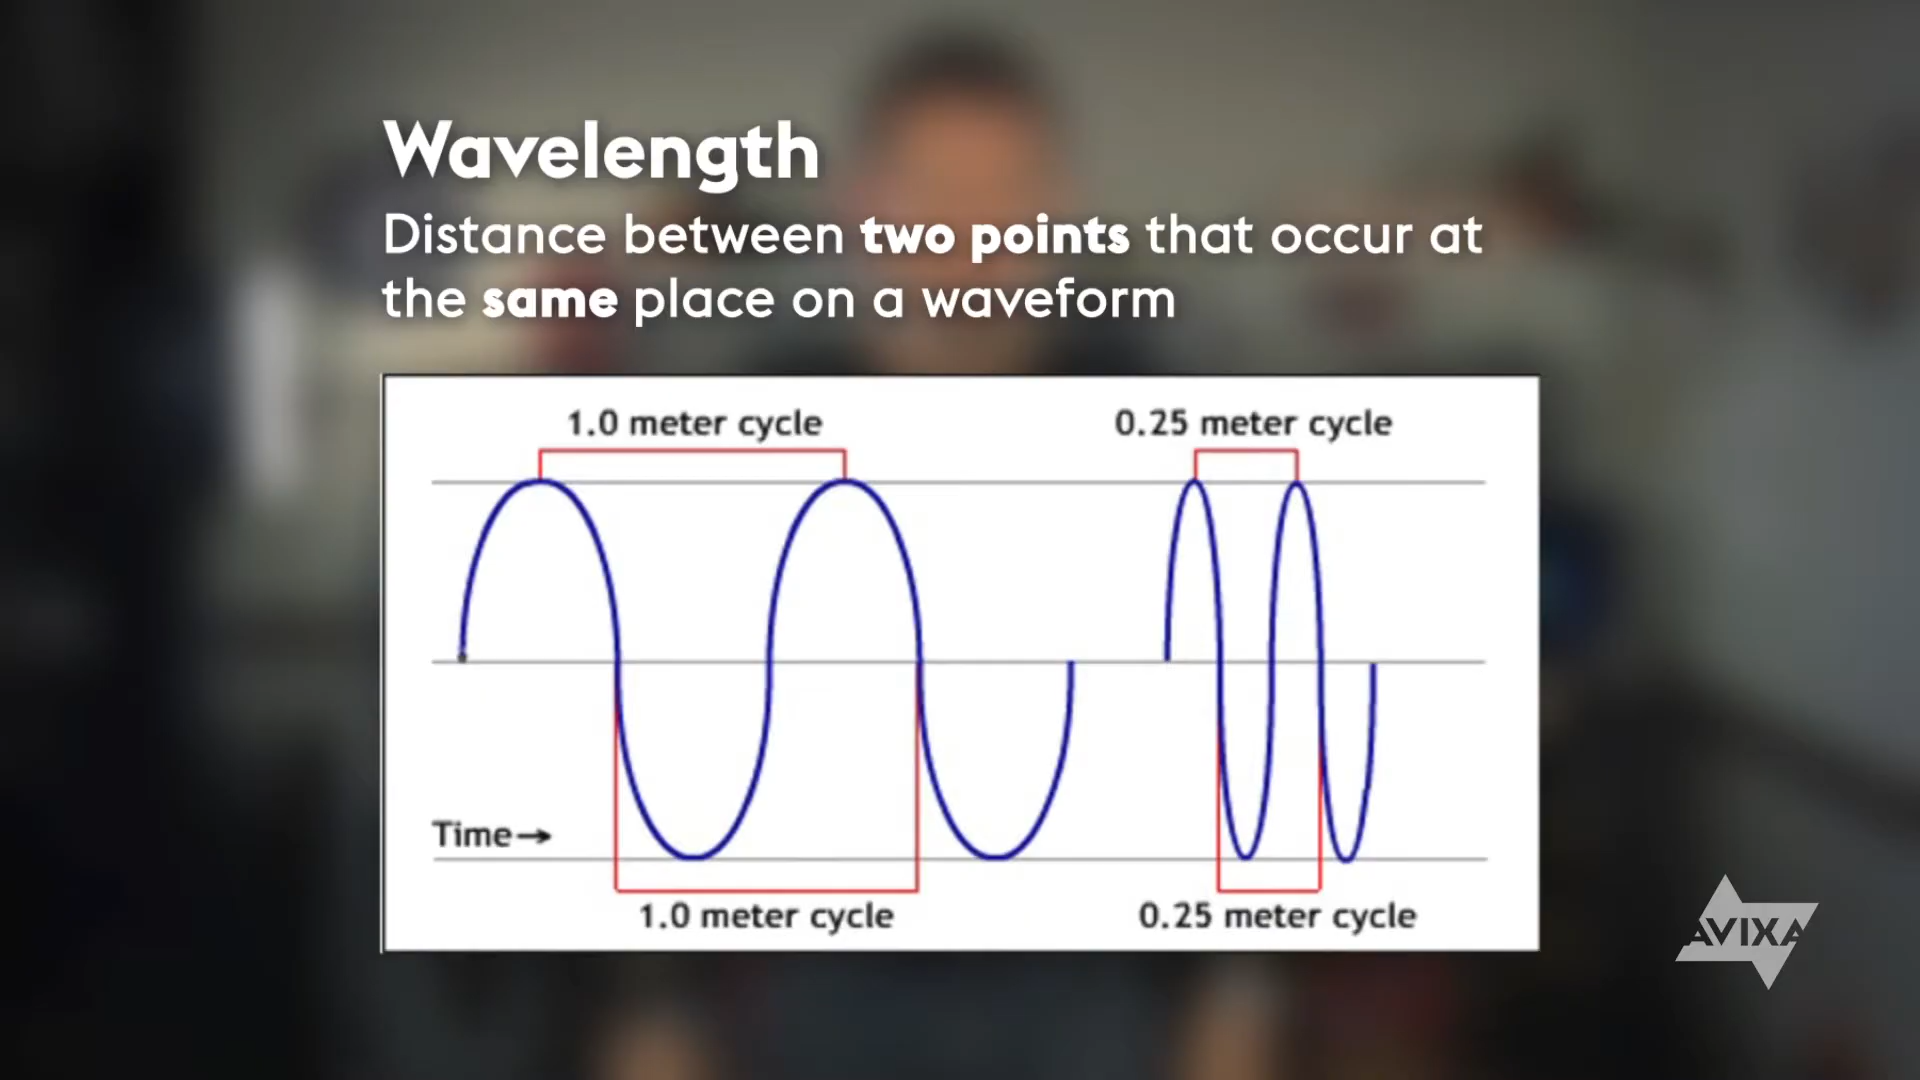 Wavelength
Distance between two points that occur at
the same place on a waveform
1.0 meter cycle
0.25 meter cycle
Time→
1.0 meter cycle
0.25 meter cycle
AVIXA